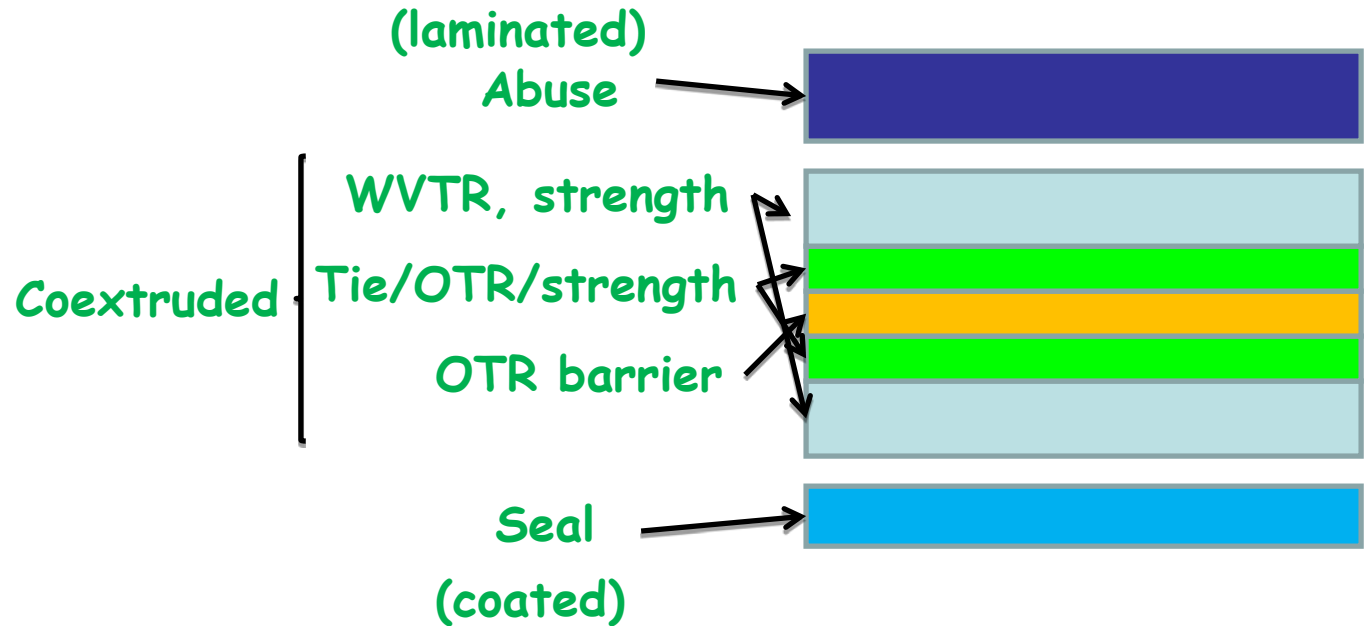 (laminated)
Abuse
WVTR, strength
Tie/OTR/strength
Coextruded
OTR barrier
Seal
(coated)